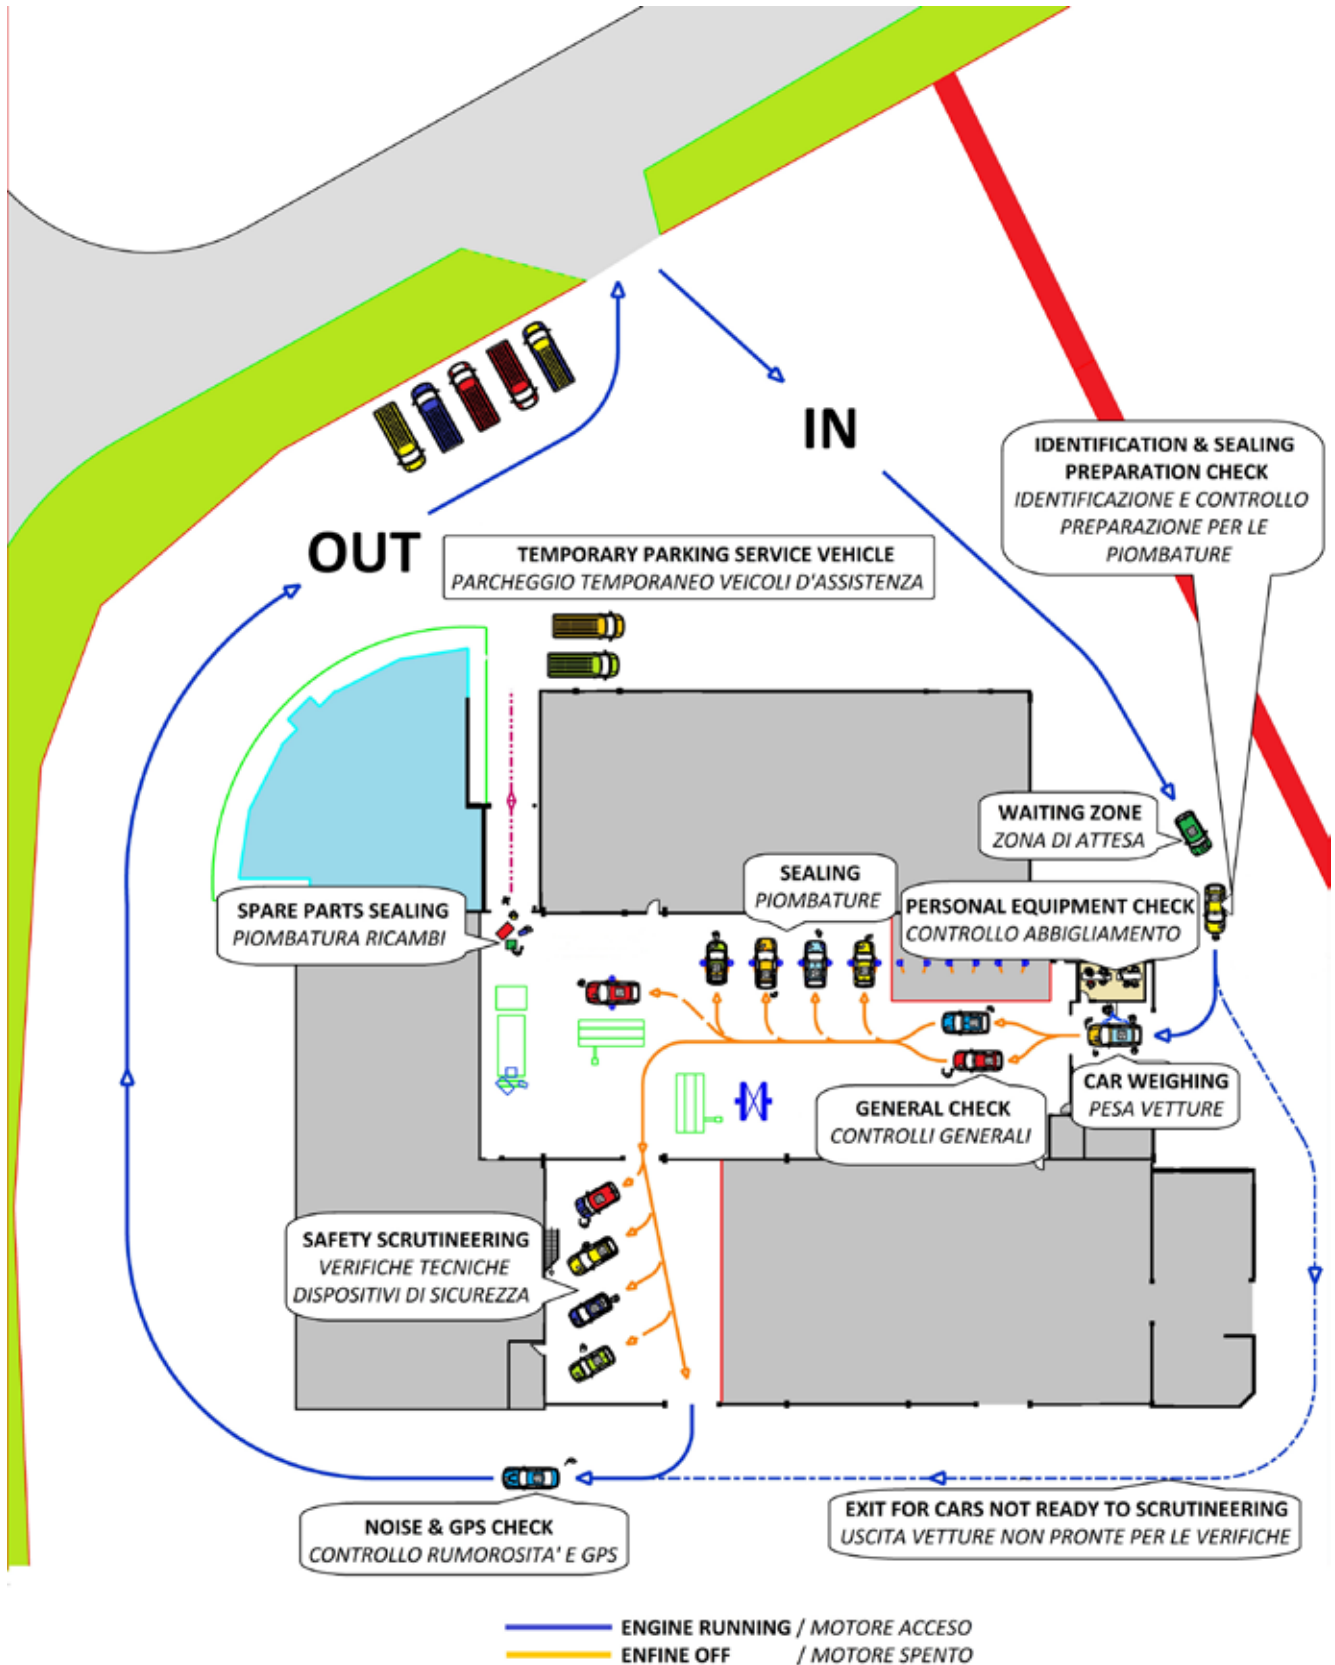 IN
IDENTIFICATION & SEALING
PREPARATION CHECK
IDENTIFICAZIONE E CONTROLLO
PREPARAZIONE PER LE
PIOMBATURE
OUT
TEMPORARY PARKING SERVICE VEHICLE
PARCHEGGIO TEMPORANEO VEICOLI D'ASSISTENZA
WAITING ZONE
ZONA DI ATTESA
SEALING
PIOMBATURE
PERSONAL EQUIPMENT CHECK
CONTROLLO ABBIGLIAMENTO
SPARE PARTS SEALING
PIOMBATURA RICAMBI
CAR WEIGHING
PESA VETTURE
GENERAL CHECK
CONTROLLI GENERALI
SAFETY SCRUTINEERING
VERIFICHE TECNICHE
DISPOSITIVI DI SICUREZZA
EXIT FOR CARS NOT READY TO SCRUTINEERING
USCITA VETTURE NON PRONTE PER LE VERIFICHE
NOISE & GPS CHECK
CONTROLLO RUMOROSITA' E GPS
ENGINE RUNNING / MOTORE ACCESO
ENFINE OFF / MOTORE SPENTO